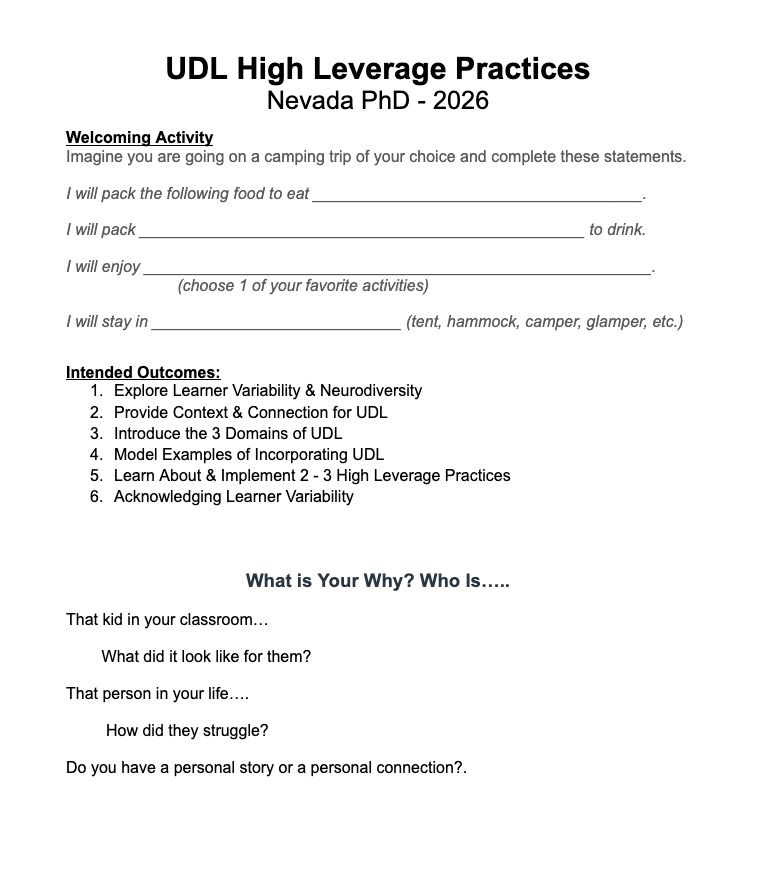 UDL High Leverage Practices
Nevada PhD - 2026
Welcoming Activity
Imagine you are going on a camping trip of your choice and complete these statements.
I will pack the following food to eat _____________________________________.
I will pack __________________________________________________ to drink.
I will enjoy _________________________________________________________.
(choose 1 of your favorite activities)
I will stay in ____________________________ (tent, hammock, camper, glamper, etc.)
Intended Outcomes:
1. Explore Learner Variability & Neurodiversity
2. Provide Context & Connection for UDL
3. Introduce the 3 Domains of UDL
4. Model Examples of Incorporating UDL
5. Learn About & Implement 2 - 3 High Leverage Practices
6. Acknowledging Learner Variability
What is Your Why? Who Is…..
That kid in your classroom…
What did it look like for them?
That person in your life….
How did they struggle?
Do you have a personal story or a personal connection?.